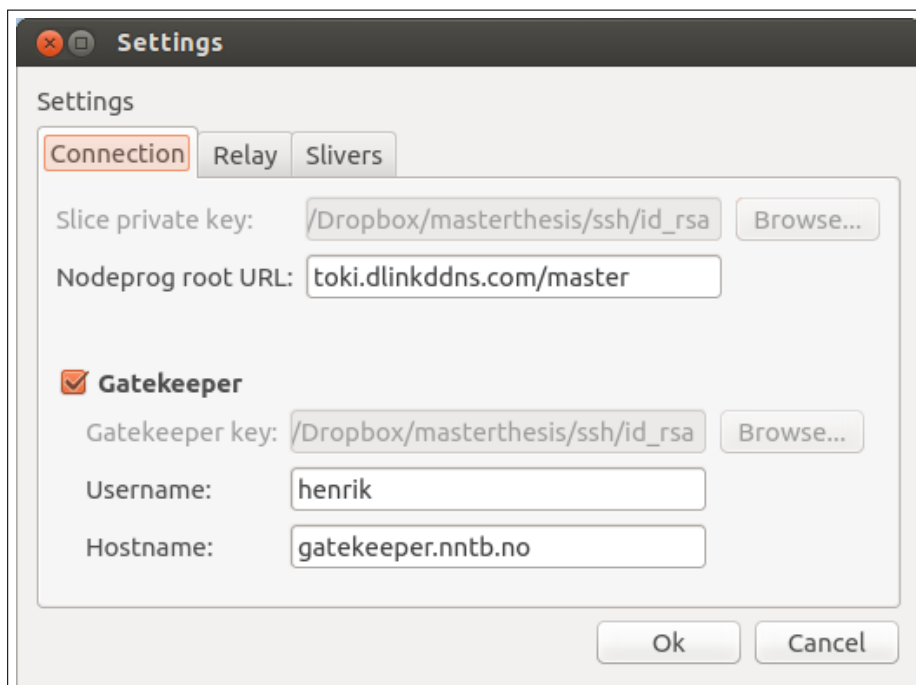 Settings
Settings
Connection Relay Slivers
Slice private key: /Dropbox/masterthesis/ssh/id_rsa Browse...
Nodeprog root URL: toki.dlinkddns.com/master
Gatekeeper
Gatekeeper key: /Dropbox/masterthesis/ssh/id_rsa Browse...
Username: henrik
Hostname: gatekeeper.nntb.no
Ok Cancel